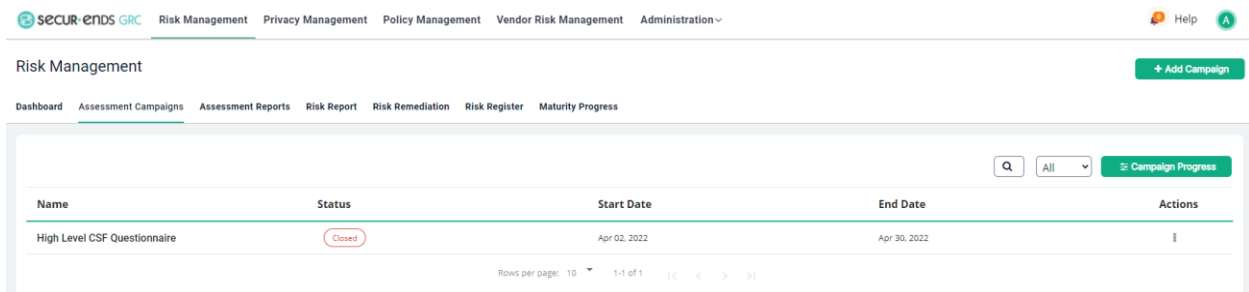 SECUR·ENDS GRC Risk Management Privacy Management Policy Management Vendor Risk Management Administration Help A
Risk Management + Add Campaign
Dashboard Assessment Campaigns Assessment Reports Risk Report Risk Remediation Risk Register Maturity Progress
All Campaign Progress
Name Status Start Date End Date Actions
High Level CSF Questionnaire Closed Apr 02, 2022 Apr 30, 2022
Rows per page: 10 1-1 of 1